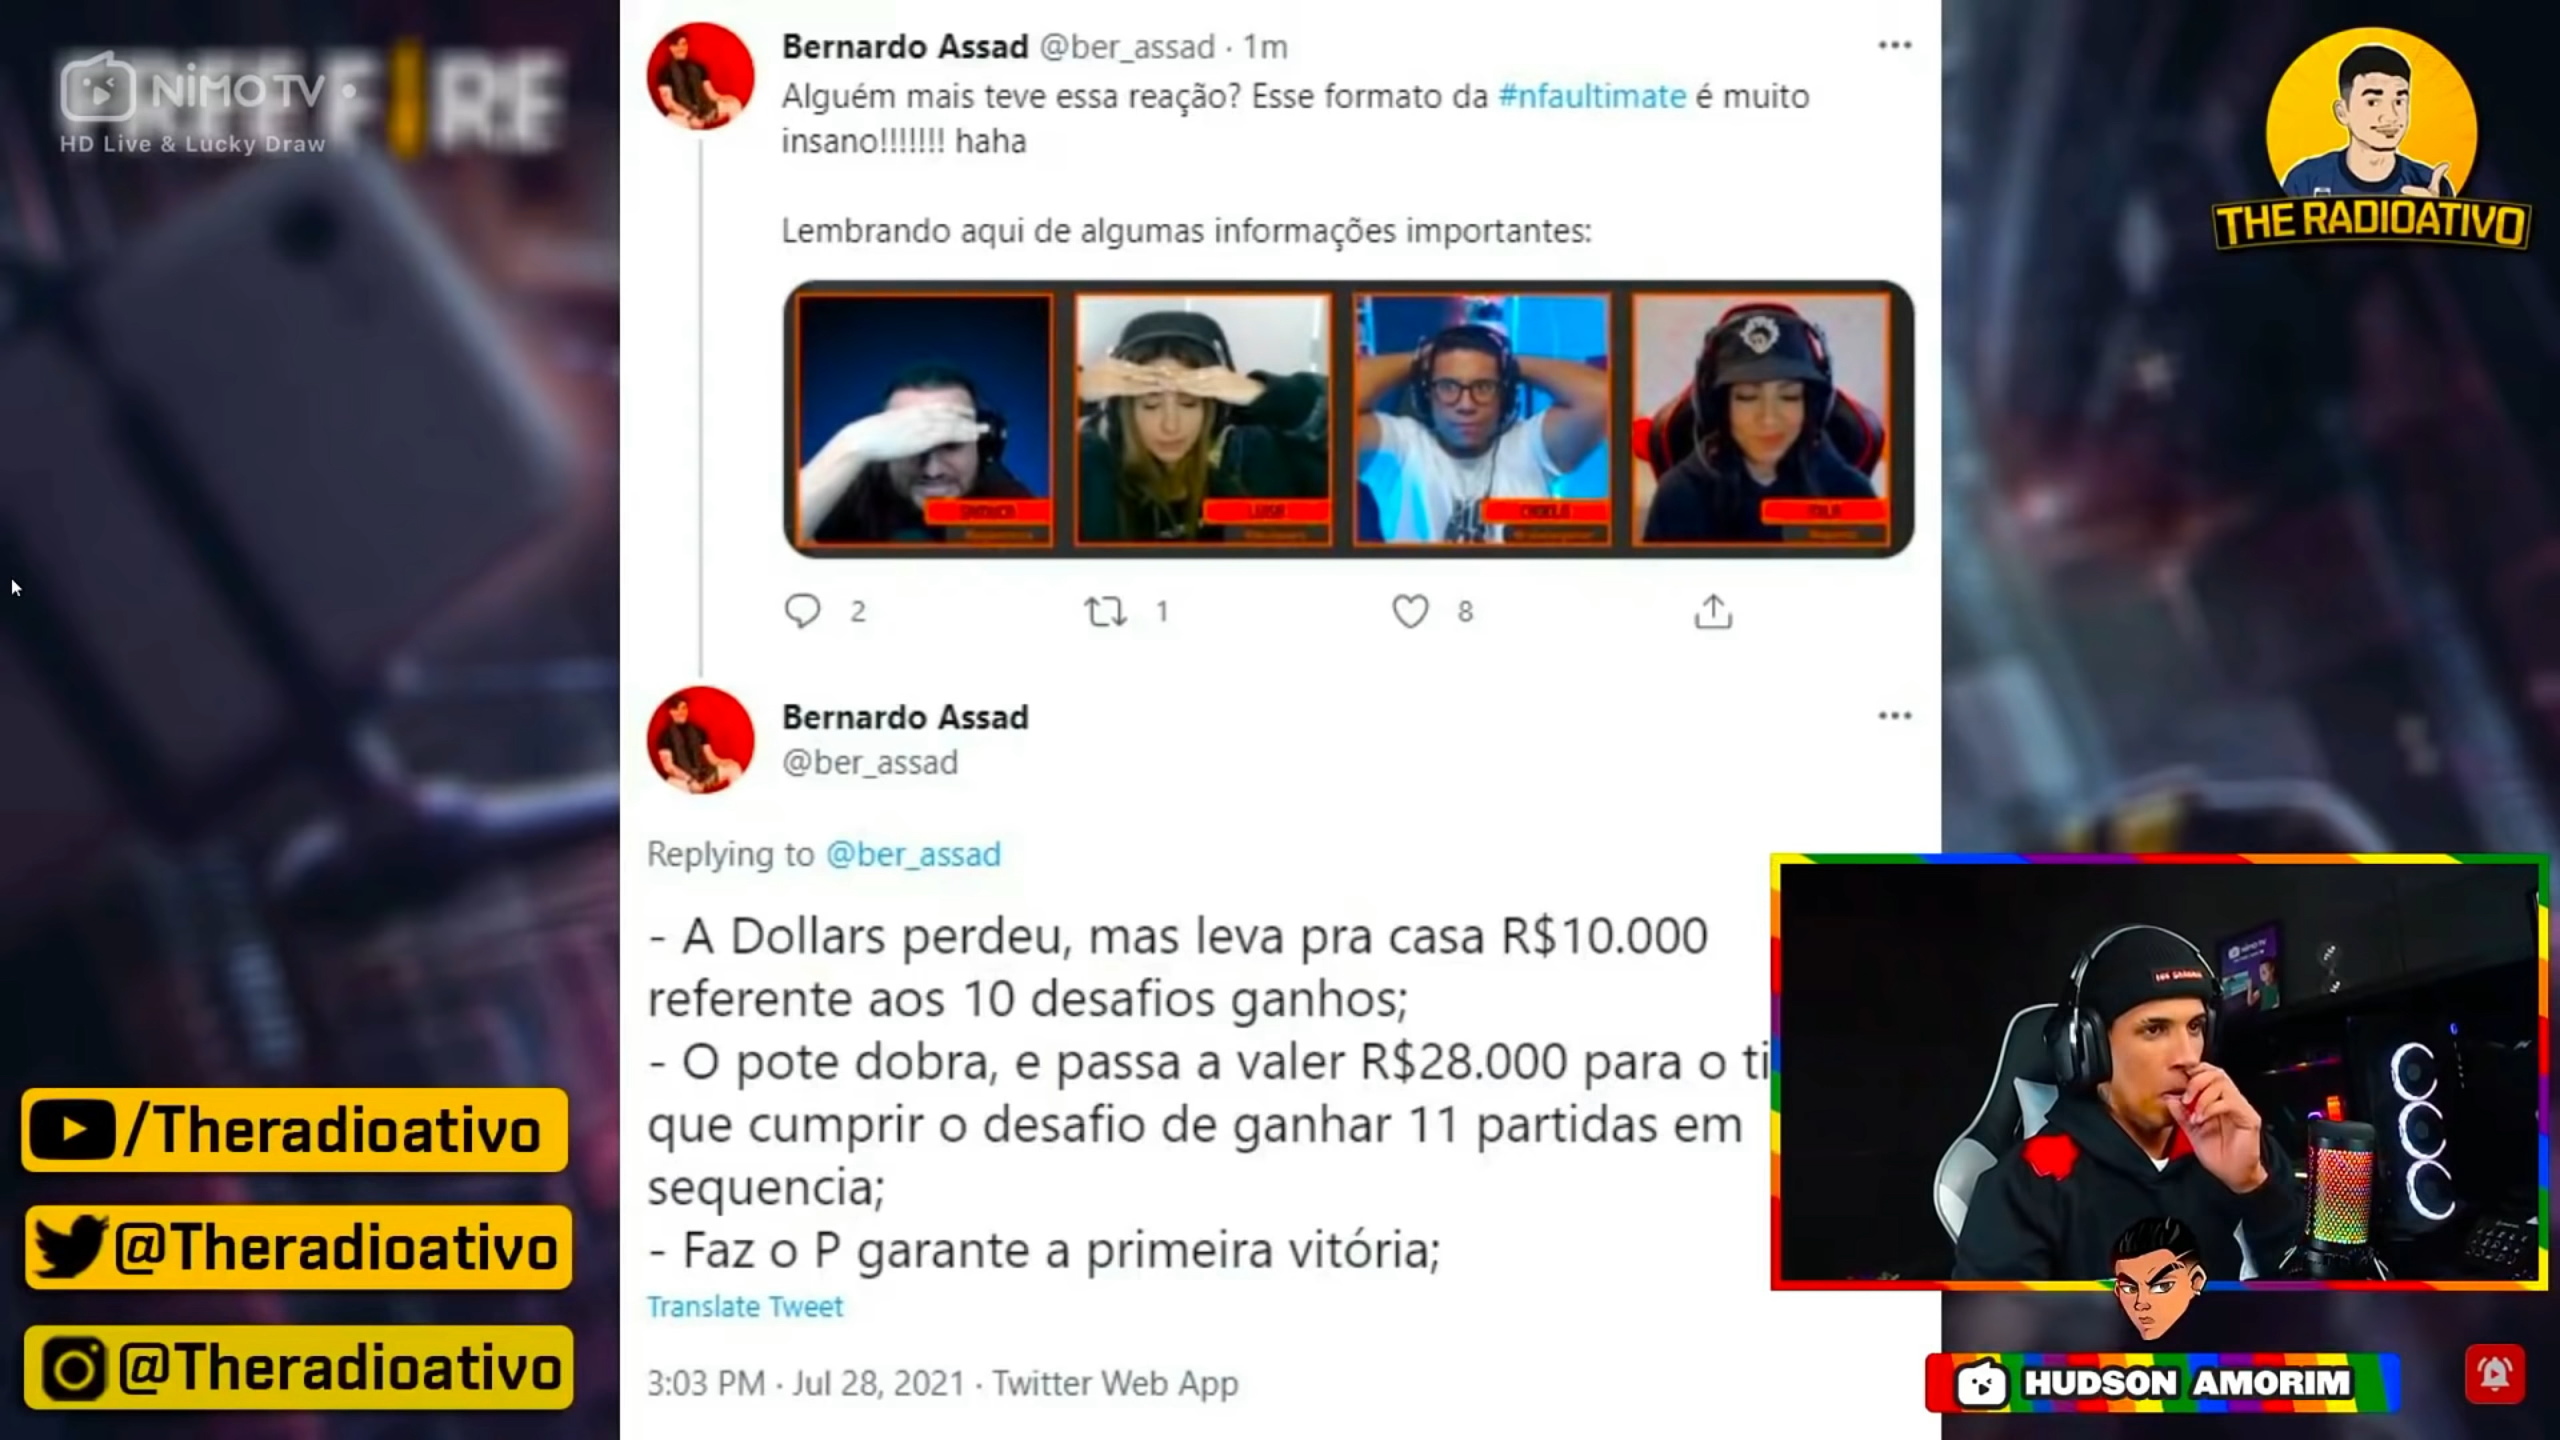 NiMO TV
HD Live & Lucky Draw
Bernardo Assad @ber_assad · 1m
Alguém mais teve essa reação? Esse formato da #nfaultimate é muito
insano!!!!!!! haha
Lembrando aqui de algumas informações importantes:
LUISA
2
1
8
Bernardo Assad
@ber_assad
Replying to @ber_assad
- A Dollars perdeu, mas leva pra casa R$10.000
referente aos 10 desafios ganhos;
- O pote dobra, e passa a valer R$28.000 para o ti
que cumprir o desafio de ganhar 11 partidas em
sequencia;
- Faz o P garante a primeira vitória;
Translate Tweet
3:03 PM · Jul 28, 2021 · Twitter Web App
THE RADIOATIVO
/Theradioativo
@Theradioativo
@Theradioativo
HUDSON AMORIM